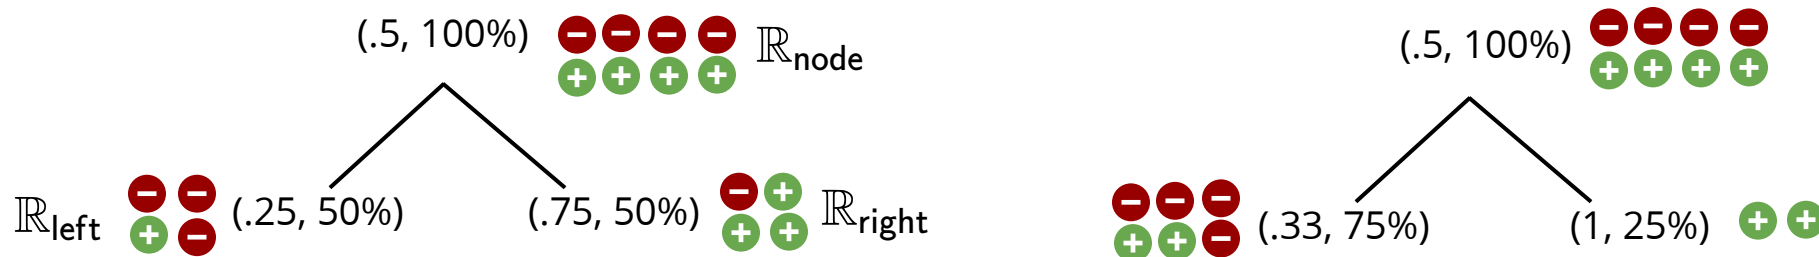 (.5, 100%) − − − − ℝnode
+ + + +
ℝleft − − (.25, 50%) (.75, 50%) − + ℝright
+ − + +
(.5, 100%) − − − −
+ + + +
− − − (.33, 75%) (1, 25%) + +
+ + −